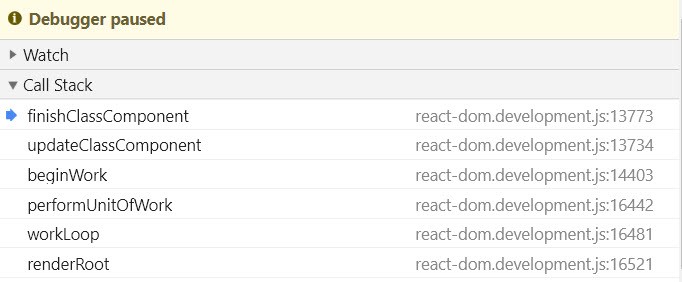 Debugger paused
Watch
Call Stack
finishClassComponent react-dom.development.js:13773
updateClassComponent react-dom.development.js:13734
beginWork react-dom.development.js:14403
performUnitOfWork react-dom.development.js:16442
workLoop react-dom.development.js:16481
renderRoot react-dom.development.js:16521